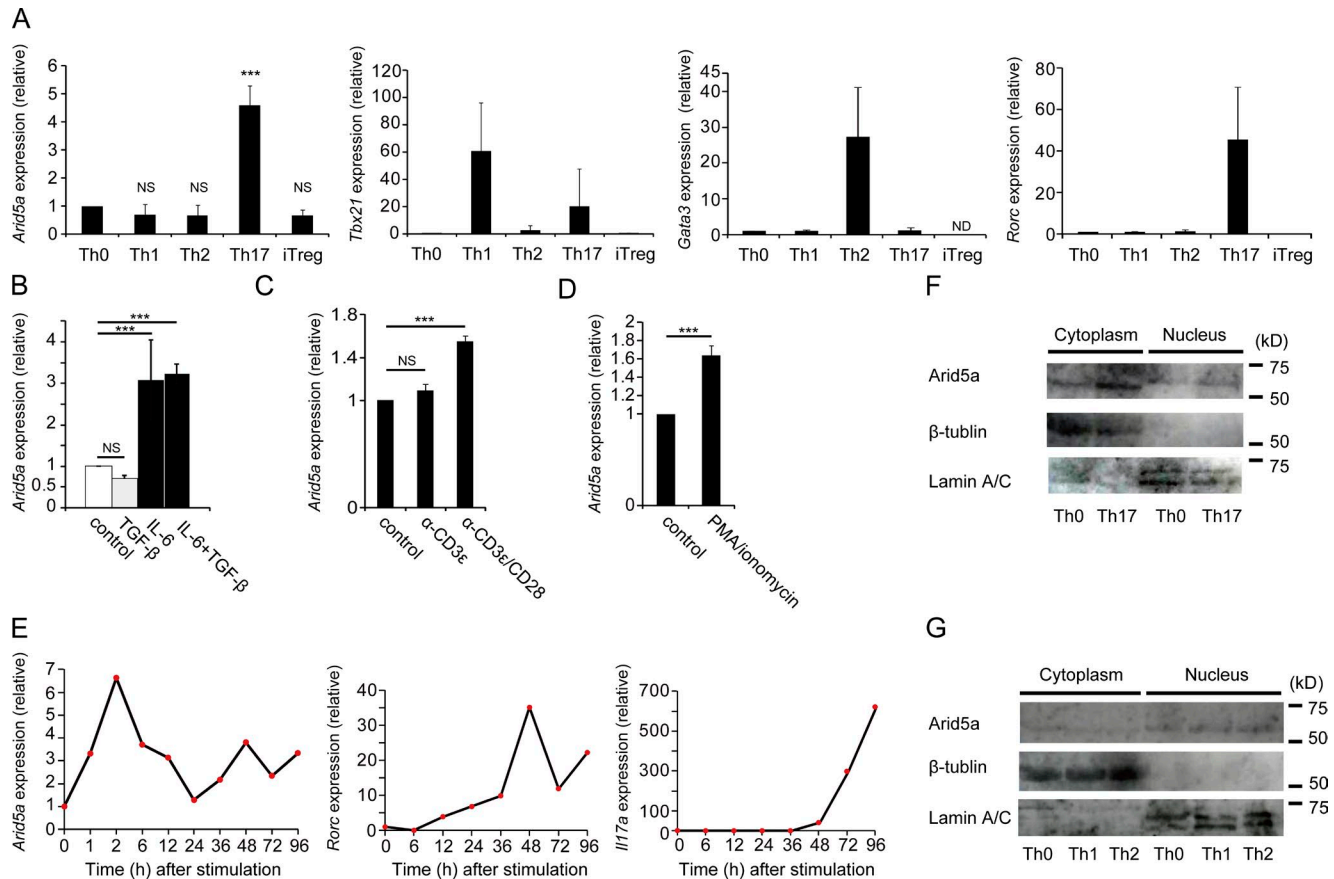 A
Arid5a expression (relative)
6
5
4
3
2
1
0
NS
NS
***
NS
Th0 Th1 Th2 Th17 iTreg
Tbx21 expression (relative)
120
100
80
60
40
20
0
Th0 Th1 Th2 Th17 iTreg
Gata3 expression (relative)
45
30
20
10
0
ND
Th0 Th1 Th2 Th17 iTreg
Rorc expression (relative)
80
60
40
20
0
Th0 Th1 Th2 Th17 iTreg
B
Arid5a expression (relative)
4
3
2
1
0.5
0
***
***
NS
control
TGF-β
IL-6
IL-6+TGF-β
C
Arid5a expression (relative)
1.8
1.4
1
0
***
NS
control
α-CD3ε
α-CD3ε/CD28
D
Arid5a expression (relative)
2
1.8
1.6
1.4
1.2
1
0
***
control
PMA/ionomycin
F
Cytoplasm Nucleus (kD)
Arid5a
75
50
β-tublin
50
Lamin A/C
75
Th0 Th17 Th0 Th17
E
Arid5a expression (relative)
7
6
5
4
3
2
1
0
0 1 2 6 12 24 36 48 72 96
Time (h) after stimulation
Rorc expression (relative)
40
30
20
10
0
0 6 12 24 36 48 72 96
Time (h) after stimulation
Il17a expression (relative)
700
600
450
300
100
0
0 6 12 24 36 48 72 96
Time (h) after stimulation
G
Cytoplasm Nucleus (kD)
Arid5a
75
50
β-tublin
50
Lamin A/C
75
Th0 Th1 Th2 Th0 Th1 Th2